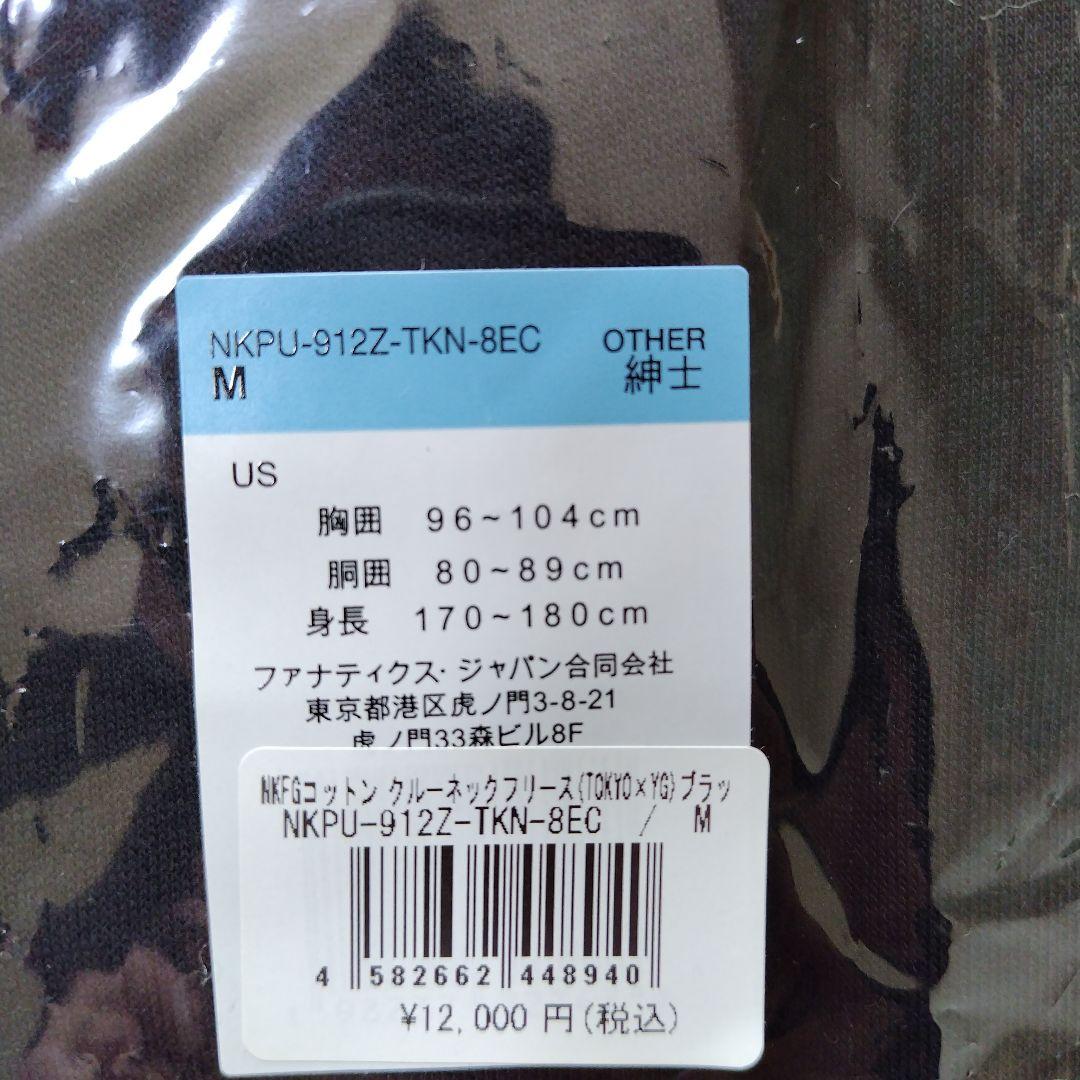 NKPU-912Z-TKN-8EC OTHER
M 紳士
US
胸囲 96~104cm
胴囲 80~89cm
身長 170~180cm
ファナティクス・ジャパン合同会社
東京都港区虎ノ門3-8-21
虎ノ門33森ビル8F
NKFGコットン クルーネックフリース(TOKYO×YG)ブラッ
NKPU-912Z-TKN-8EC / M
4 582662 448940
¥12,000 円(税込)